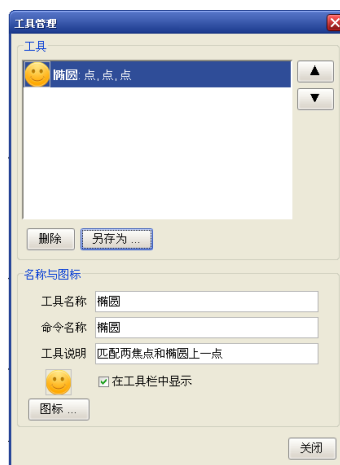 工具管理
工具
椭圆: 点, 点, 点
▲
▼
删除
另存为 ...
名称与图标
工具名称 椭圆
命令名称 椭圆
工具说明 匹配两焦点和椭圆上一点
在工具栏中显示
图标 ...
关闭